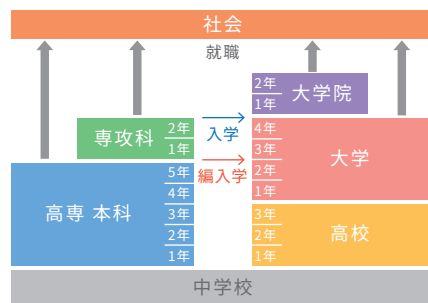 社会
就職
専攻科
2年
1年
高専 本科
5年
4年
3年
2年
1年
入学
編入学
2年
1年
大学院
4年
3年
2年
1年
大学
3年
2年
1年
高校
中学校